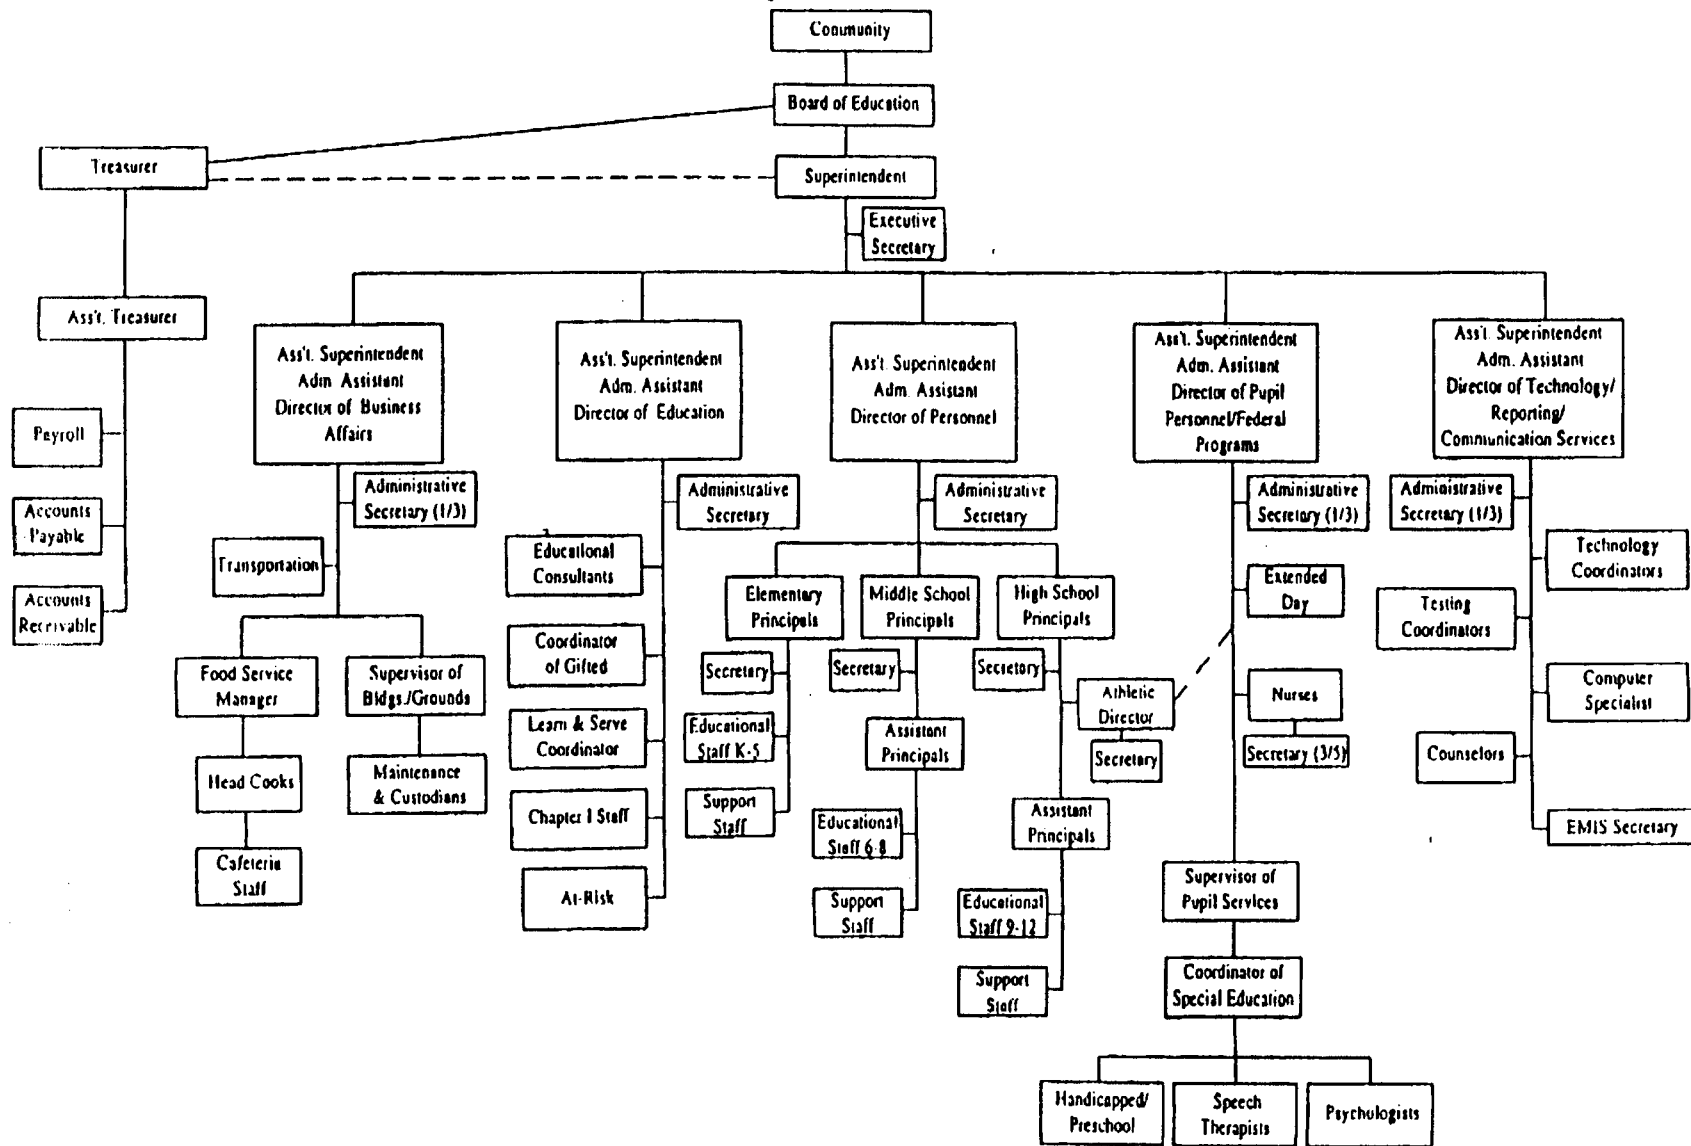 Community
Board of Education
Treasurer
Superintendent
Executive
Secretary
Ass't. Treasurer
Payroll
Accounts
Payable
Accounts
Receivable
Ass't. Superintendent
Adm. Assistant
Director of Business
Affairs
Administrative
Secretary (1/3)
Transportation
Food Service
Manager
Head Cooks
Cafeteria
Staff
Supervisor of
Bldgs./Grounds
Maintenance
& Custodians
Ass't. Superintendent
Adm. Assistant
Director of Education
Administrative
Secretary
Educational
Consultants
Coordinator
of Gifted
Learn & Serve
Coordinator
Chapter I Staff
At-Risk
Ass't. Superintendent
Adm. Assistant
Director of Personnel
Administrative
Secretary
Elementary
Principals
Secretary
Educational
Staff K-5
Support
Staff
Middle School
Principals
Secretary
Assistant
Principals
Educational
Staff 6-8
Support
Staff
High School
Principals
Secretary
Athletic
Director
Secretary
Assistant
Principals
Educational
Staff 9-12
Support
Staff
Ass't. Superintendent
Adm. Assistant
Director of Pupil
Personnel/Federal
Programs
Administrative
Secretary (1/3)
Extended
Day
Nurses
Secretary (3/5)
Supervisor of
Pupil Services
Coordinator of
Special Education
Handicapped/
Preschool
Speech
Therapists
Psychologists
Ass't. Superintendent
Adm. Assistant
Director of Technology/
Reporting/
Communication Services
Administrative
Secretary (1/3)
Technology
Coordinators
Testing
Coordinators
Computer
Specialist
Counselors
EMIS Secretary